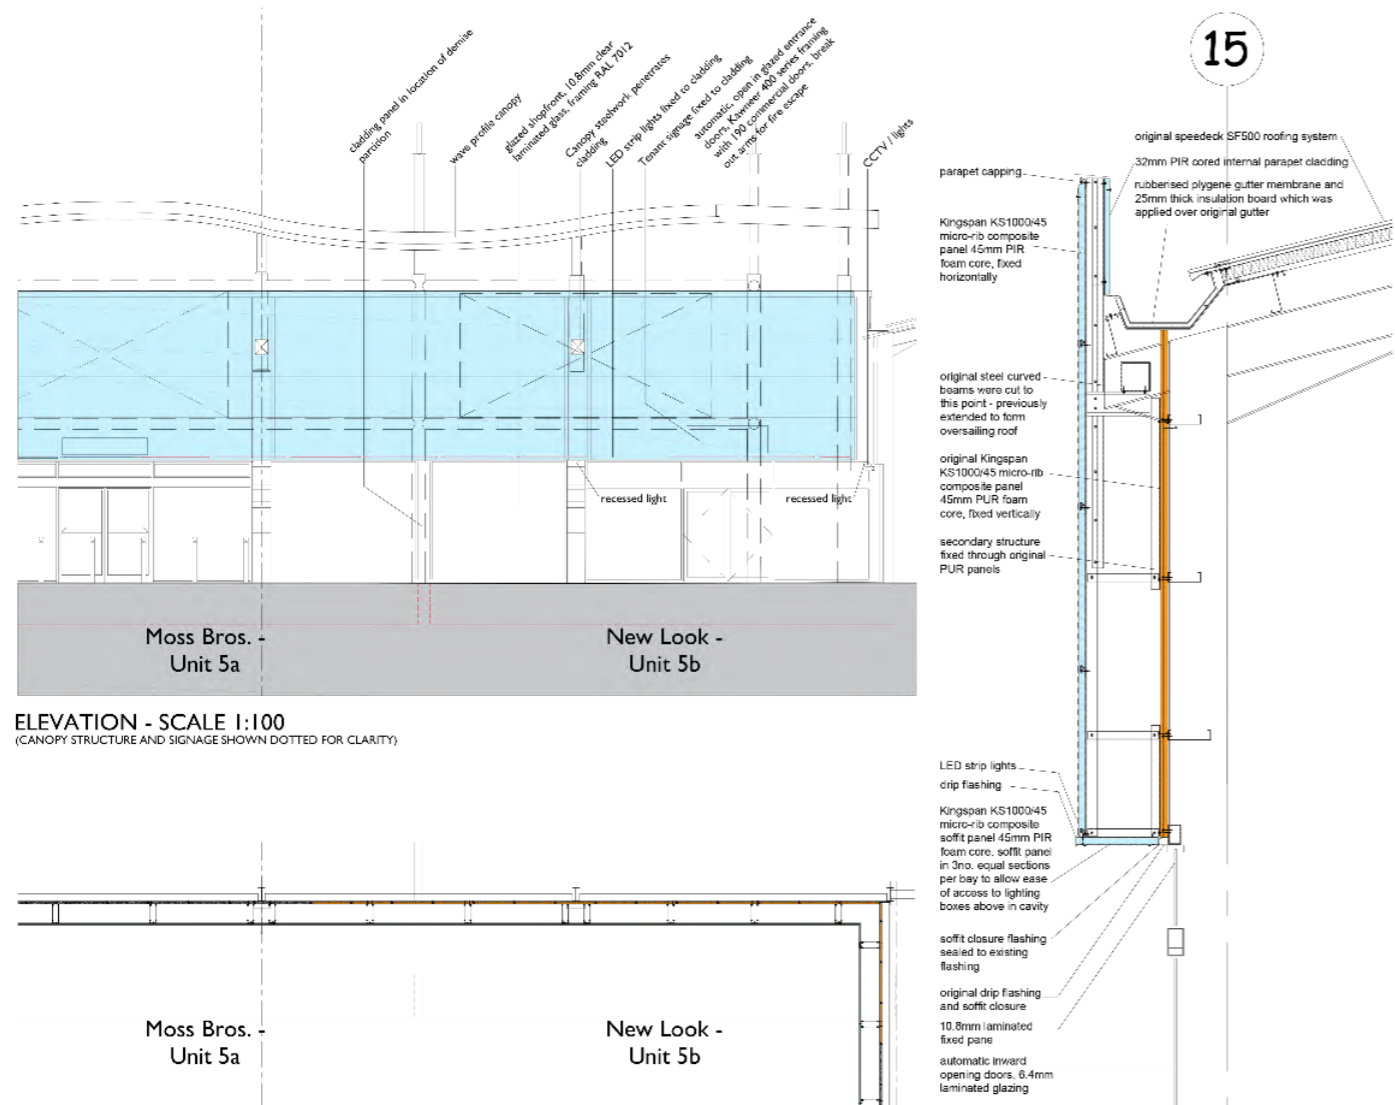 cladding panel in location of demise
partition
wave profile canopy
glazed shopfront, 10.8mm clear
laminated glass, framing RAL 7012
Canopy steelwork penetrates
cladding
LED strip lights fixed to cladding
Tenant signage fixed to cladding
automatic, open in glazed entrance
doors, Kawneer 400 series framing
with 190 commercial doors, break
out arms for fire escape
CCTV / lights
recessed light
recessed light
Moss Bros. -
Unit 5a
New Look -
Unit 5b
ELEVATION - SCALE 1:100
(CANOPY STRUCTURE AND SIGNAGE SHOWN DOTTED FOR CLARITY)
Moss Bros. -
Unit 5a
New Look -
Unit 5b
15
original speedeck SF500 roofing system
32mm PIR cored internal parapet cladding
rubberised plygene gutter membrane and
25mm thick insulation board which was
applied over original gutter
parapet capping
Kingspan KS1000/45
micro-rib composite
panel 45mm PIR
foam core, fixed
horizontally
original steel curved
beams were cut to
this point - previously
extended to form
oversailing roof
original Kingspan
KS1000/45 micro-rib
composite panel
45mm PUR foam
core, fixed vertically
secondary structure
fixed through original
PUR panels
LED strip lights
drip flashing
Kingspan KS1000/45
micro-rib composite
soffit panel 45mm PIR
foam core. soffit panel
in 3no. equal sections
per bay to allow ease
of access to lighting
boxes above in cavity
soffit closure flashing
sealed to existing
flashing
original drip flashing
and soffit closure
10.8mm laminated
fixed pane
automatic inward
opening doors, 6.4mm
laminated glazing